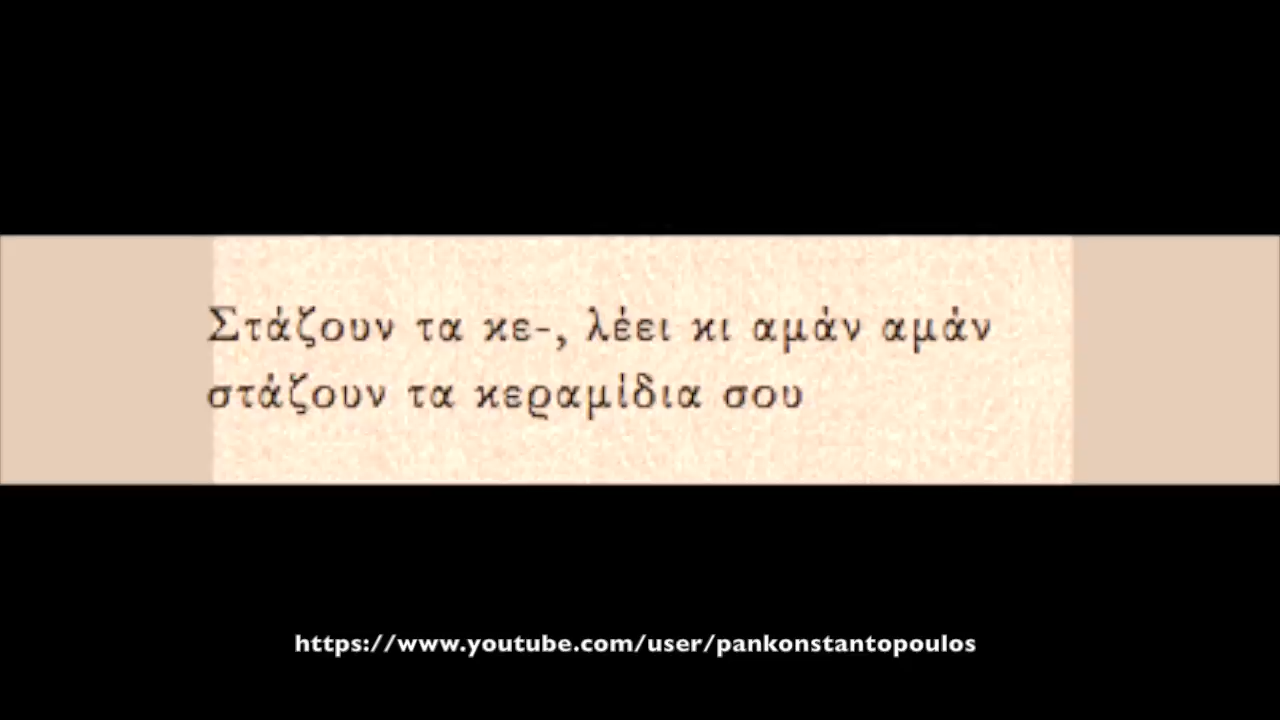 Στάζουν τα κε-, λέει κι αμάν αμάν
στάζουν τα κεραμίδια σου
https://www.youtube.com/user/pankonstantopoulos